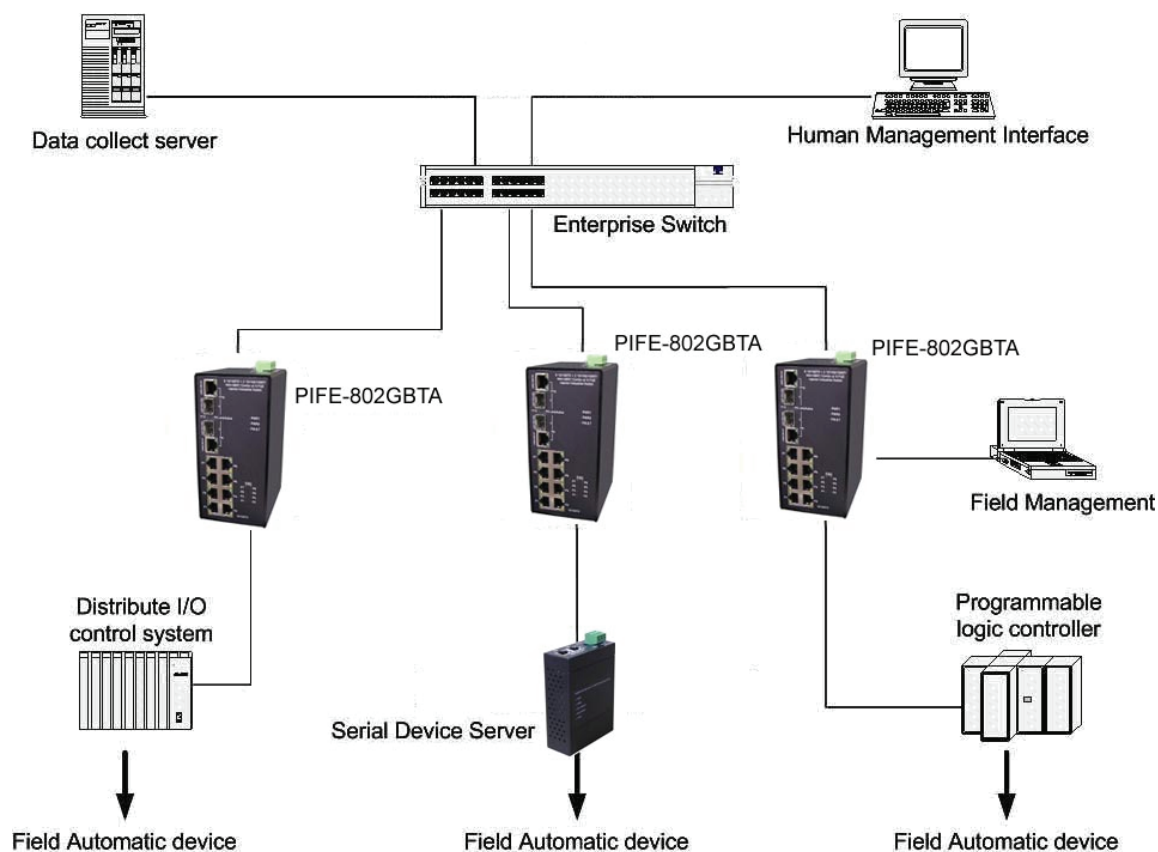 Data collect server
Human Management Interface
Enterprise Switch
PIFE-802GBTA
PIFE-802GBTA
PIFE-802GBTA
Field Management
Distribute I/O
control system
Programmable
logic controller
Serial Device Server
Field Automatic device
Field Automatic device
Field Automatic device